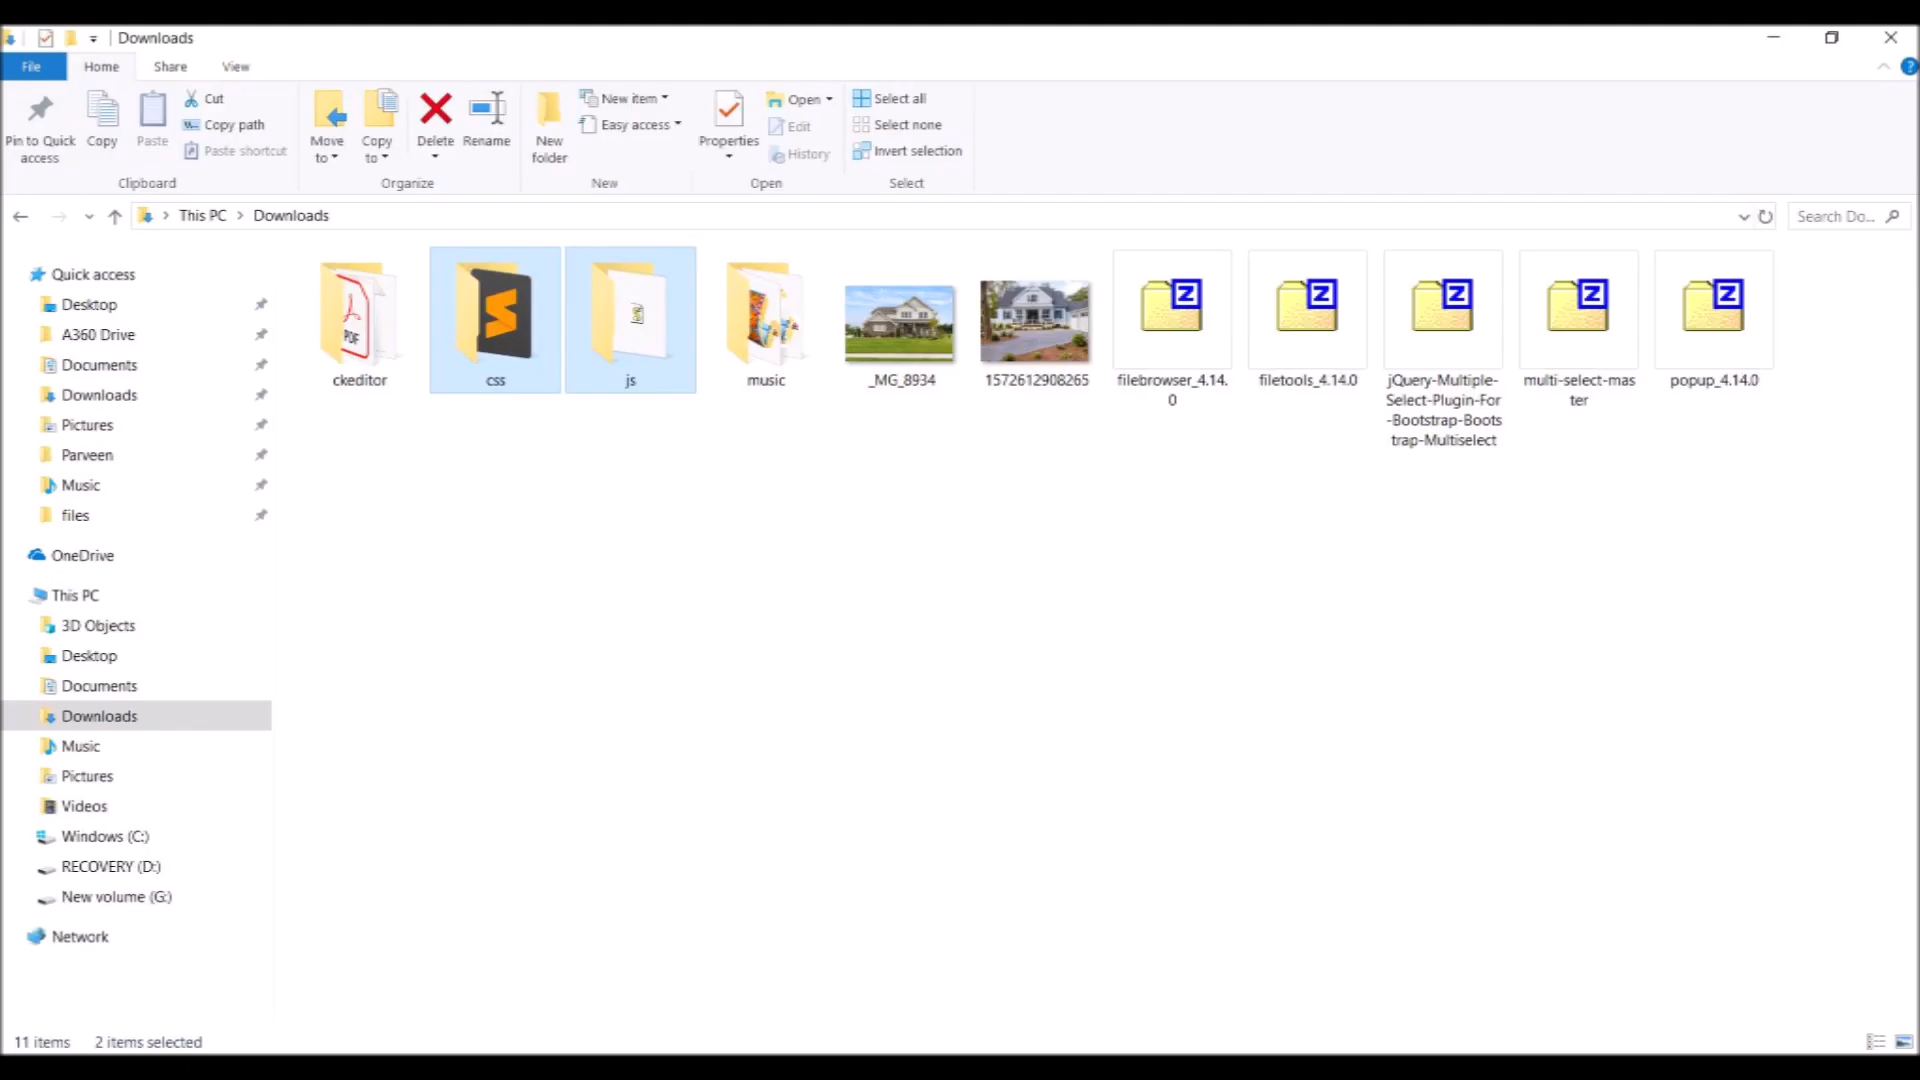 Downloads
File Home Share View
Pin to Quick access
Copy
Paste
Cut
Copy path
Paste shortcut
Clipboard
Move to
Copy to
Delete
Rename
Organize
New folder
New item
Easy access
New
Properties
Open
Edit
History
Open
Select all
Select none
Invert selection
Select
This PC > Downloads
Search Do...
Quick access
Desktop
A360 Drive
Documents
Downloads
Pictures
Parveen
Music
files
OneDrive
This PC
3D Objects
Desktop
Documents
Downloads
Music
Pictures
Videos
Windows (C:)
RECOVERY (D:)
New volume (G:)
Network
PDF
ckeditor
css
js
music
_MG_8934
1572612908265
filebrowser_4.14.
0
filetools_4.14.0
jQuery-Multiple-
Select-Plugin-For
-Bootstrap-Boots
trap-Multiselect
multi-select-mas
ter
popup_4.14.0
Z
Z
Z
Z
Z
11 items 2 items selected